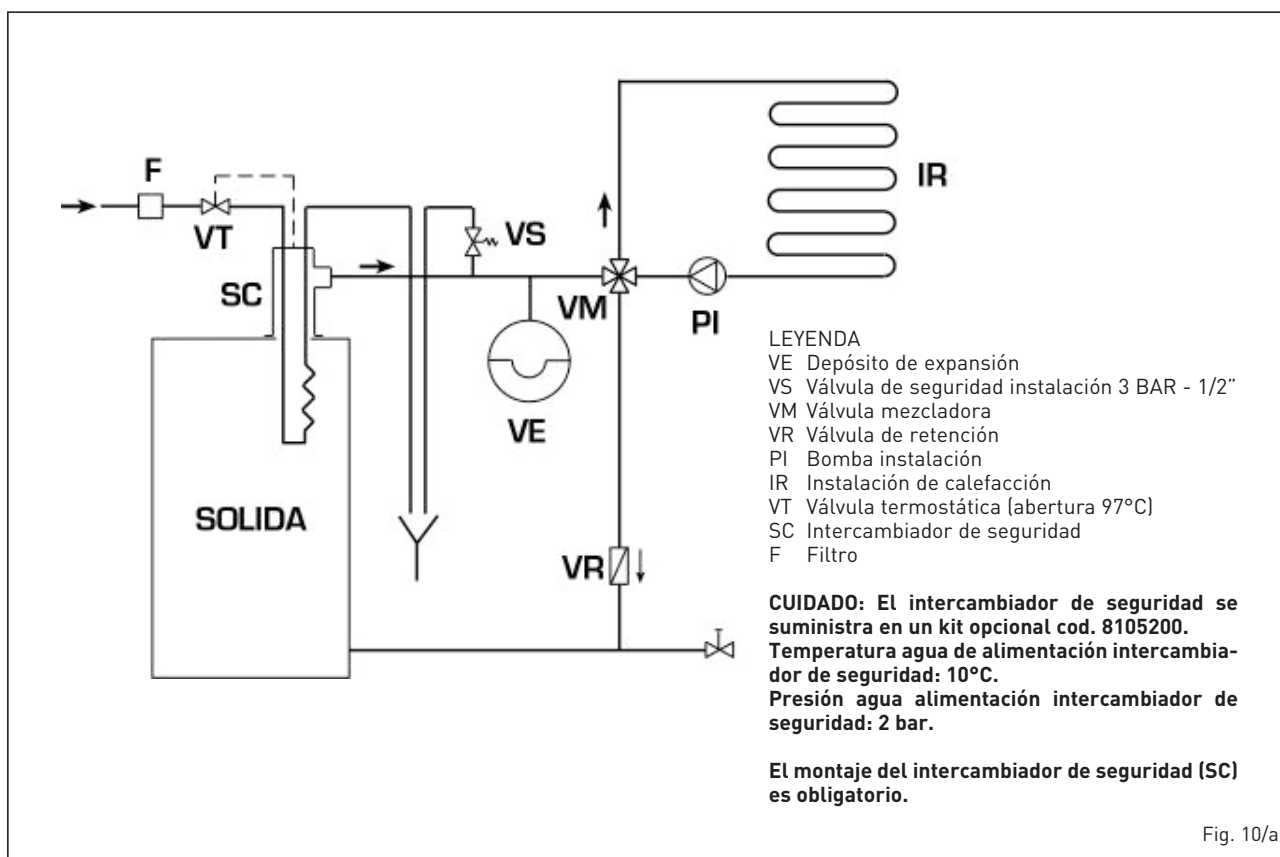 F
VT
VS
IR
SC
VM
PI
VE
SOLIDA
VR
LEYENDA
VE Depósito de expansión
VS Válvula de seguridad instalación 3 BAR - 1/2”
VM Válvula mezcladora
VR Válvula de retención
PI Bomba instalación
IR Instalación de calefacción
VT Válvula termostática (abertura 97°C)
SC Intercambiador de seguridad
F Filtro
CUIDADO: El intercambiador de seguridad se
suministra en un kit opcional cod. 8105200.
Temperatura agua de alimentación intercambia-
dor de seguridad: 10°C.
Presión agua alimentación intercambiador de
seguridad: 2 bar.
El montaje del intercambiador de seguridad (SC)
es obligatorio.
Fig. 10/a